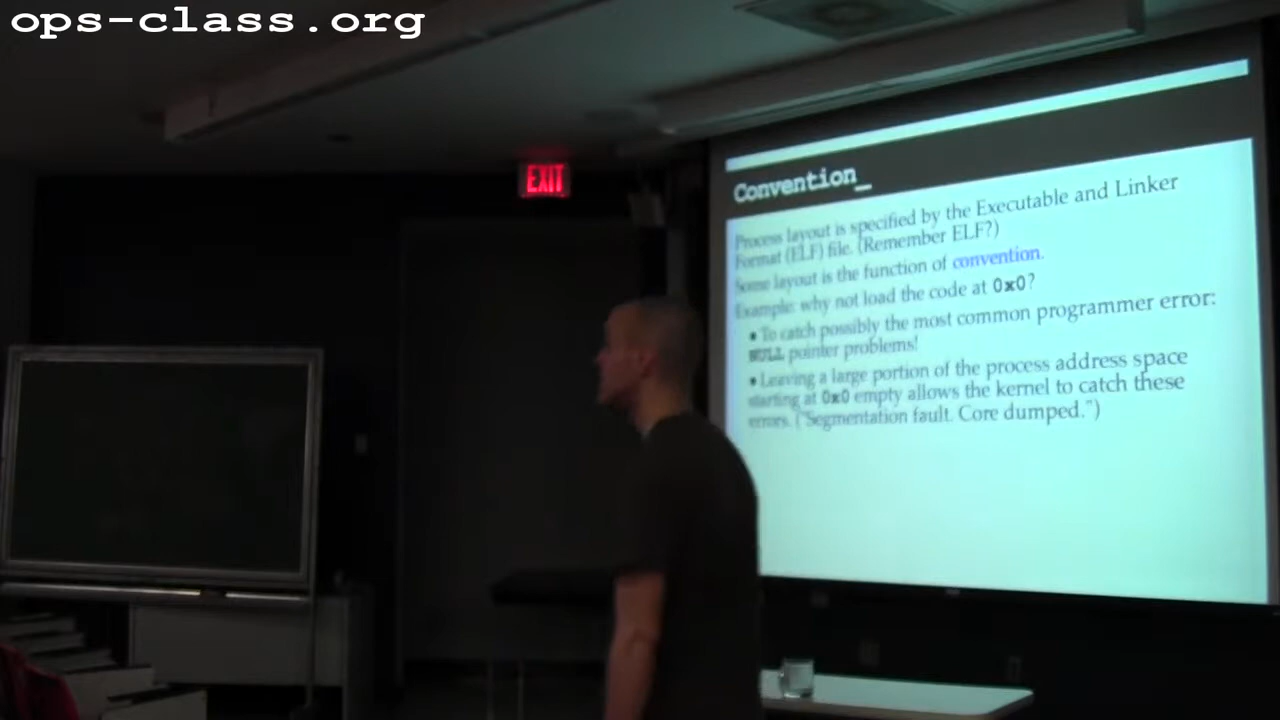 ops-class.org
EXIT
Convention_
Process layout is specified by the Executable and Linker
Format (ELF) file. (Remember ELF?)
Some layout is the function of convention.
Example: why not load the code at 0x0?
• To catch possibly the most common programmer error:
NULL pointer problems!
• Leaving a large portion of the process address space
starting at 0x0 empty allows the kernel to catch these
errors. ("Segmentation fault. Core dumped.")